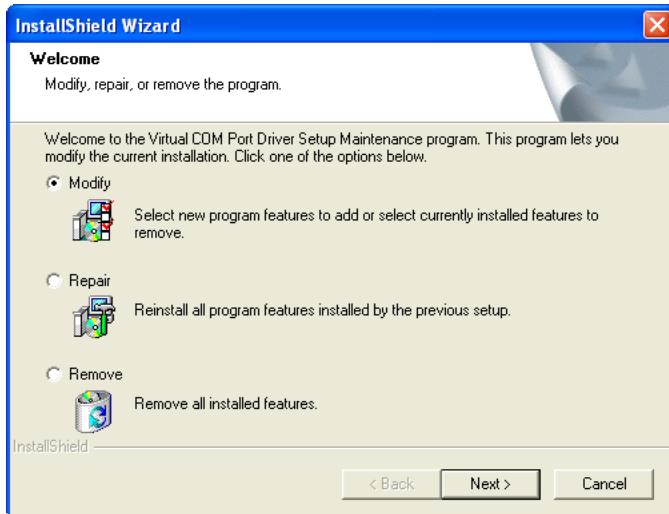 InstallShield Wizard
Welcome
Modify, repair, or remove the program.
Welcome to the Virtual COM Port Driver Setup Maintenance program. This program lets you
modify the current installation. Click one of the options below.
Modify
Select new program features to add or select currently installed features to
remove.
Repair
Reinstall all program features installed by the previous setup.
Remove
Remove all installed features.
InstallShield
< Back Next > Cancel